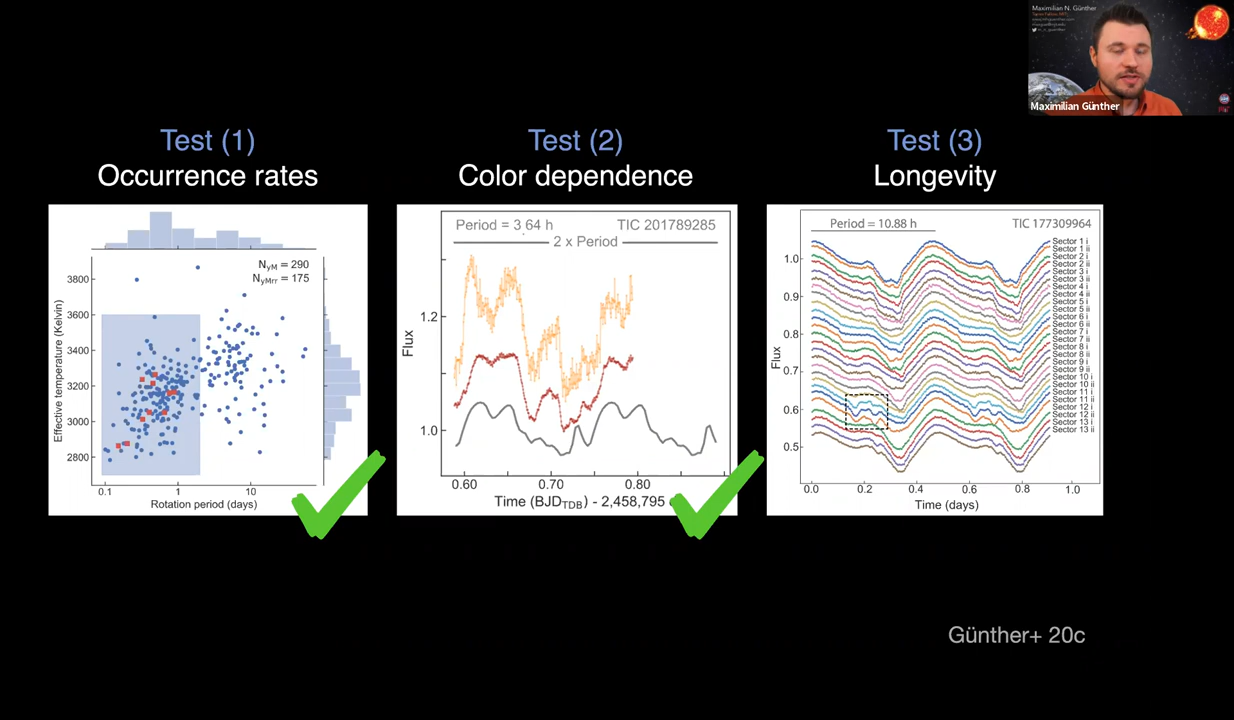 Maximilian N. Günther
Maximilian Günther
Test (1)
Occurrence rates
N_yM = 290
N_yMrr = 175
3800
3600
3400
3200
3000
2800
Effective temperature (Kelvin)
0.1
1
10
Rotation period (days)
Test (2)
Color dependence
Period = 3 64 h
TIC 201789285
2 x Period
1.2
1.0
Flux
0.60
0.70
0.80
Time (BJD_TDB) - 2,458,795
Test (3)
Longevity
Period = 10.88 h
TIC 177309964
1.0
0.9
0.8
0.7
0.6
0.5
Flux
Sector 1 i
Sector 1 ii
Sector 2 i
Sector 2 ii
Sector 3 i
Sector 3 ii
Sector 4 i
Sector 4 ii
Sector 5 i
Sector 5 ii
Sector 6 i
Sector 6 ii
Sector 7 i
Sector 7 ii
Sector 8 i
Sector 8 ii
Sector 9 i
Sector 9 ii
Sector 10 i
Sector 10 ii
Sector 11 i
Sector 11 ii
Sector 12 i
Sector 12 ii
Sector 13 i
Sector 13 ii
0.0
0.2
0.4
0.6
0.8
1.0
Time (days)
Günther+ 20c